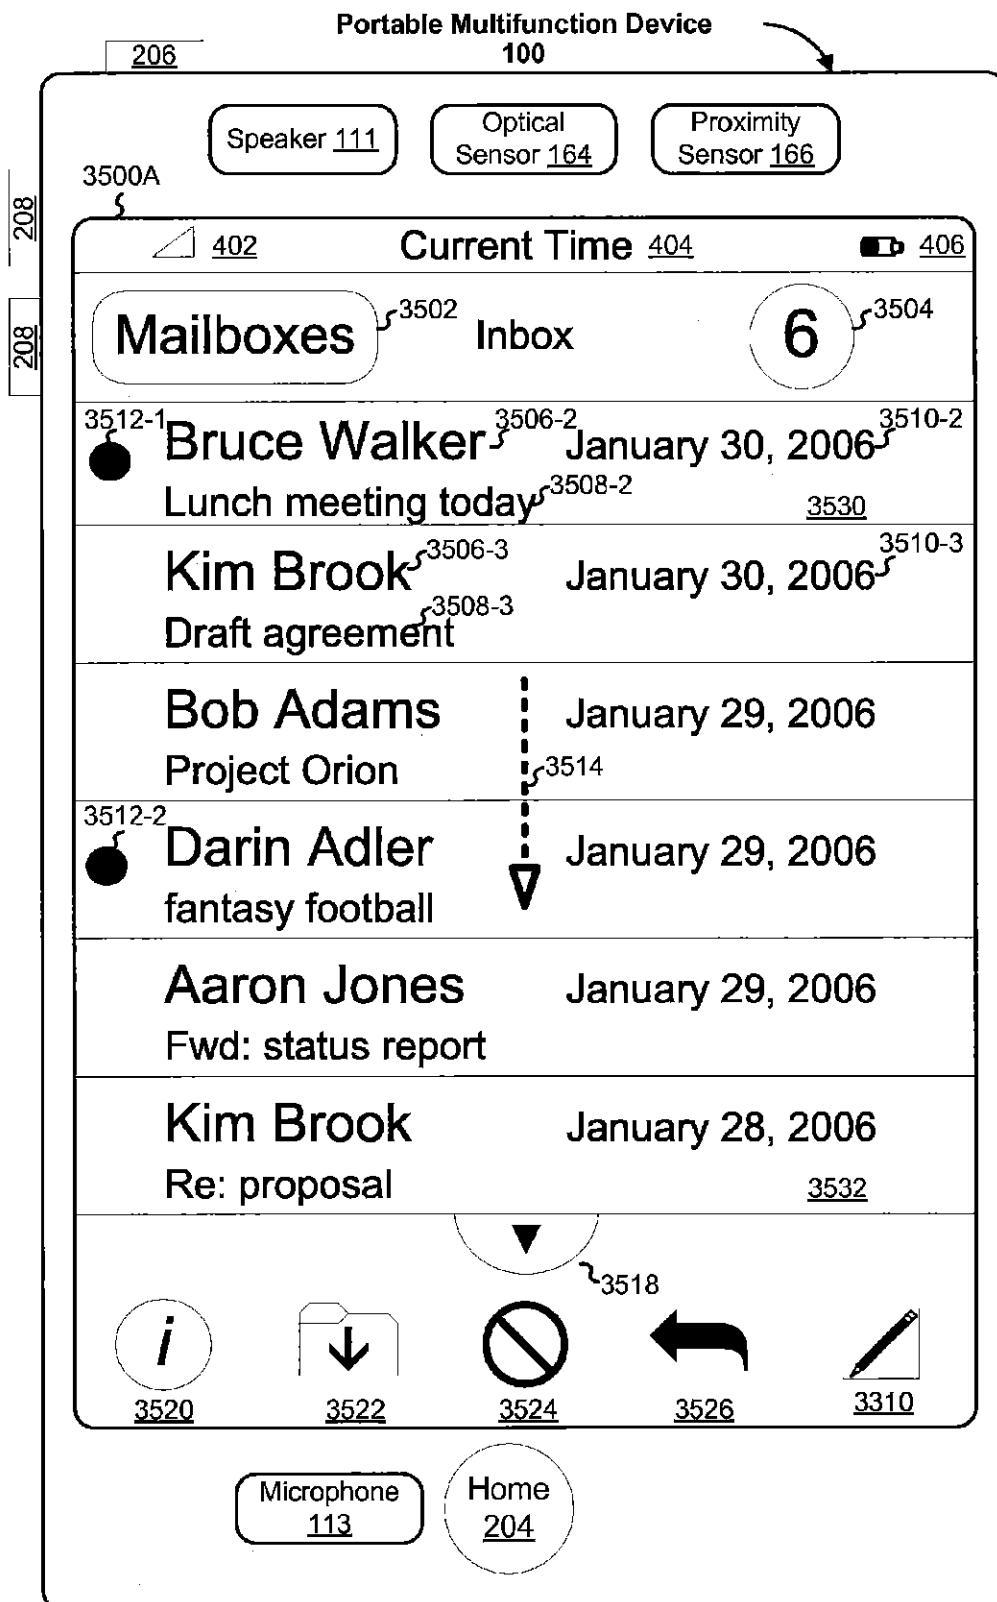 Portable Multifunction Device
100
206
Speaker 111
Optical
Sensor 164
Proximity
Sensor 166
3500A
208
402
Current Time 404
406
208
Mailboxes
3502
Inbox
6
3504
3512-1
Bruce Walker
3506-2
January 30, 2006
3510-2
Lunch meeting today
3508-2
3530
Kim Brook
3506-3
January 30, 2006
3510-3
Draft agreement
3508-3
Bob Adams
January 29, 2006
Project Orion
3514
3512-2
Darin Adler
January 29, 2006
fantasy football
Aaron Jones
January 29, 2006
Fwd: status report
Kim Brook
January 28, 2006
Re: proposal
3532
3518
i
3520
3522
3524
3526
3310
Microphone
113
Home
204